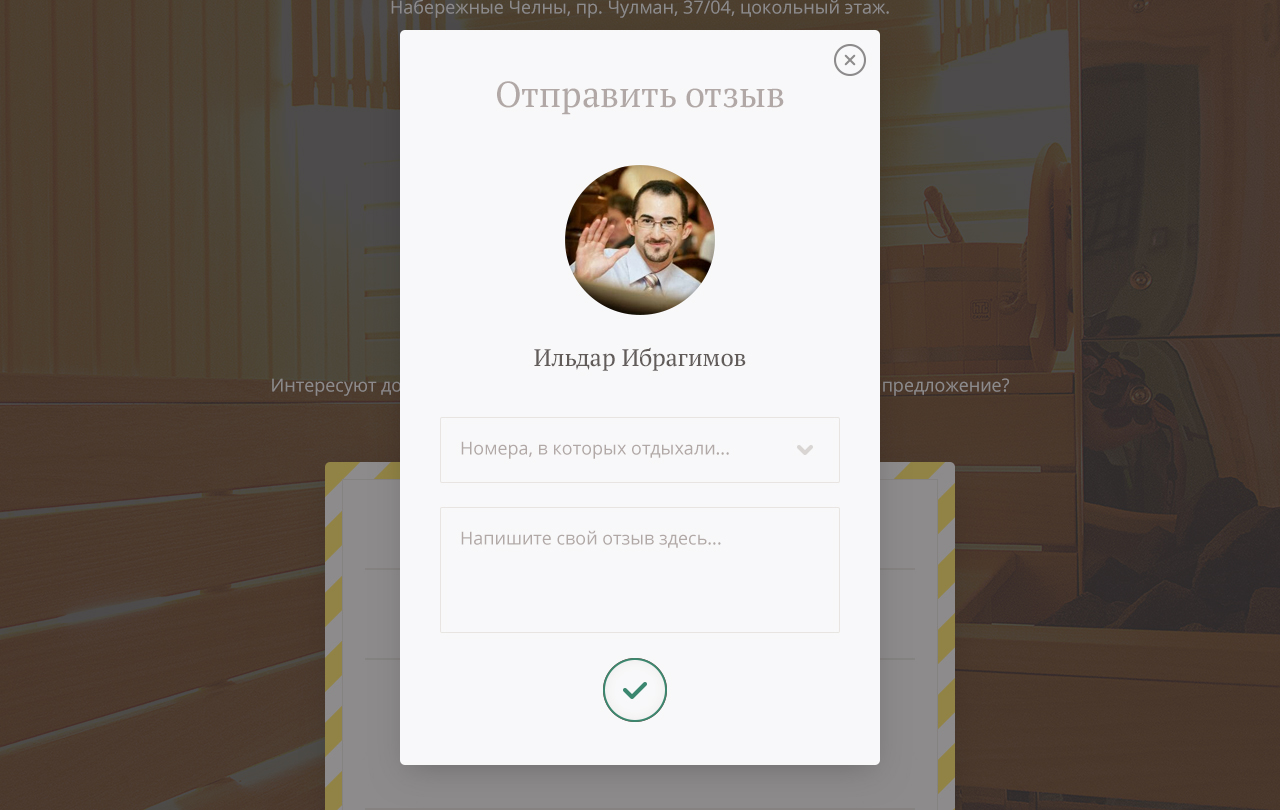 Набережные Челны, пр. Чулман, 37/04, цокольный этаж.
Отправить отзыв
Ильдар Ибрагимов
Интересуют до
предложение?
Номера, в которых отдыхали...
Напишите свой отзыв здесь...